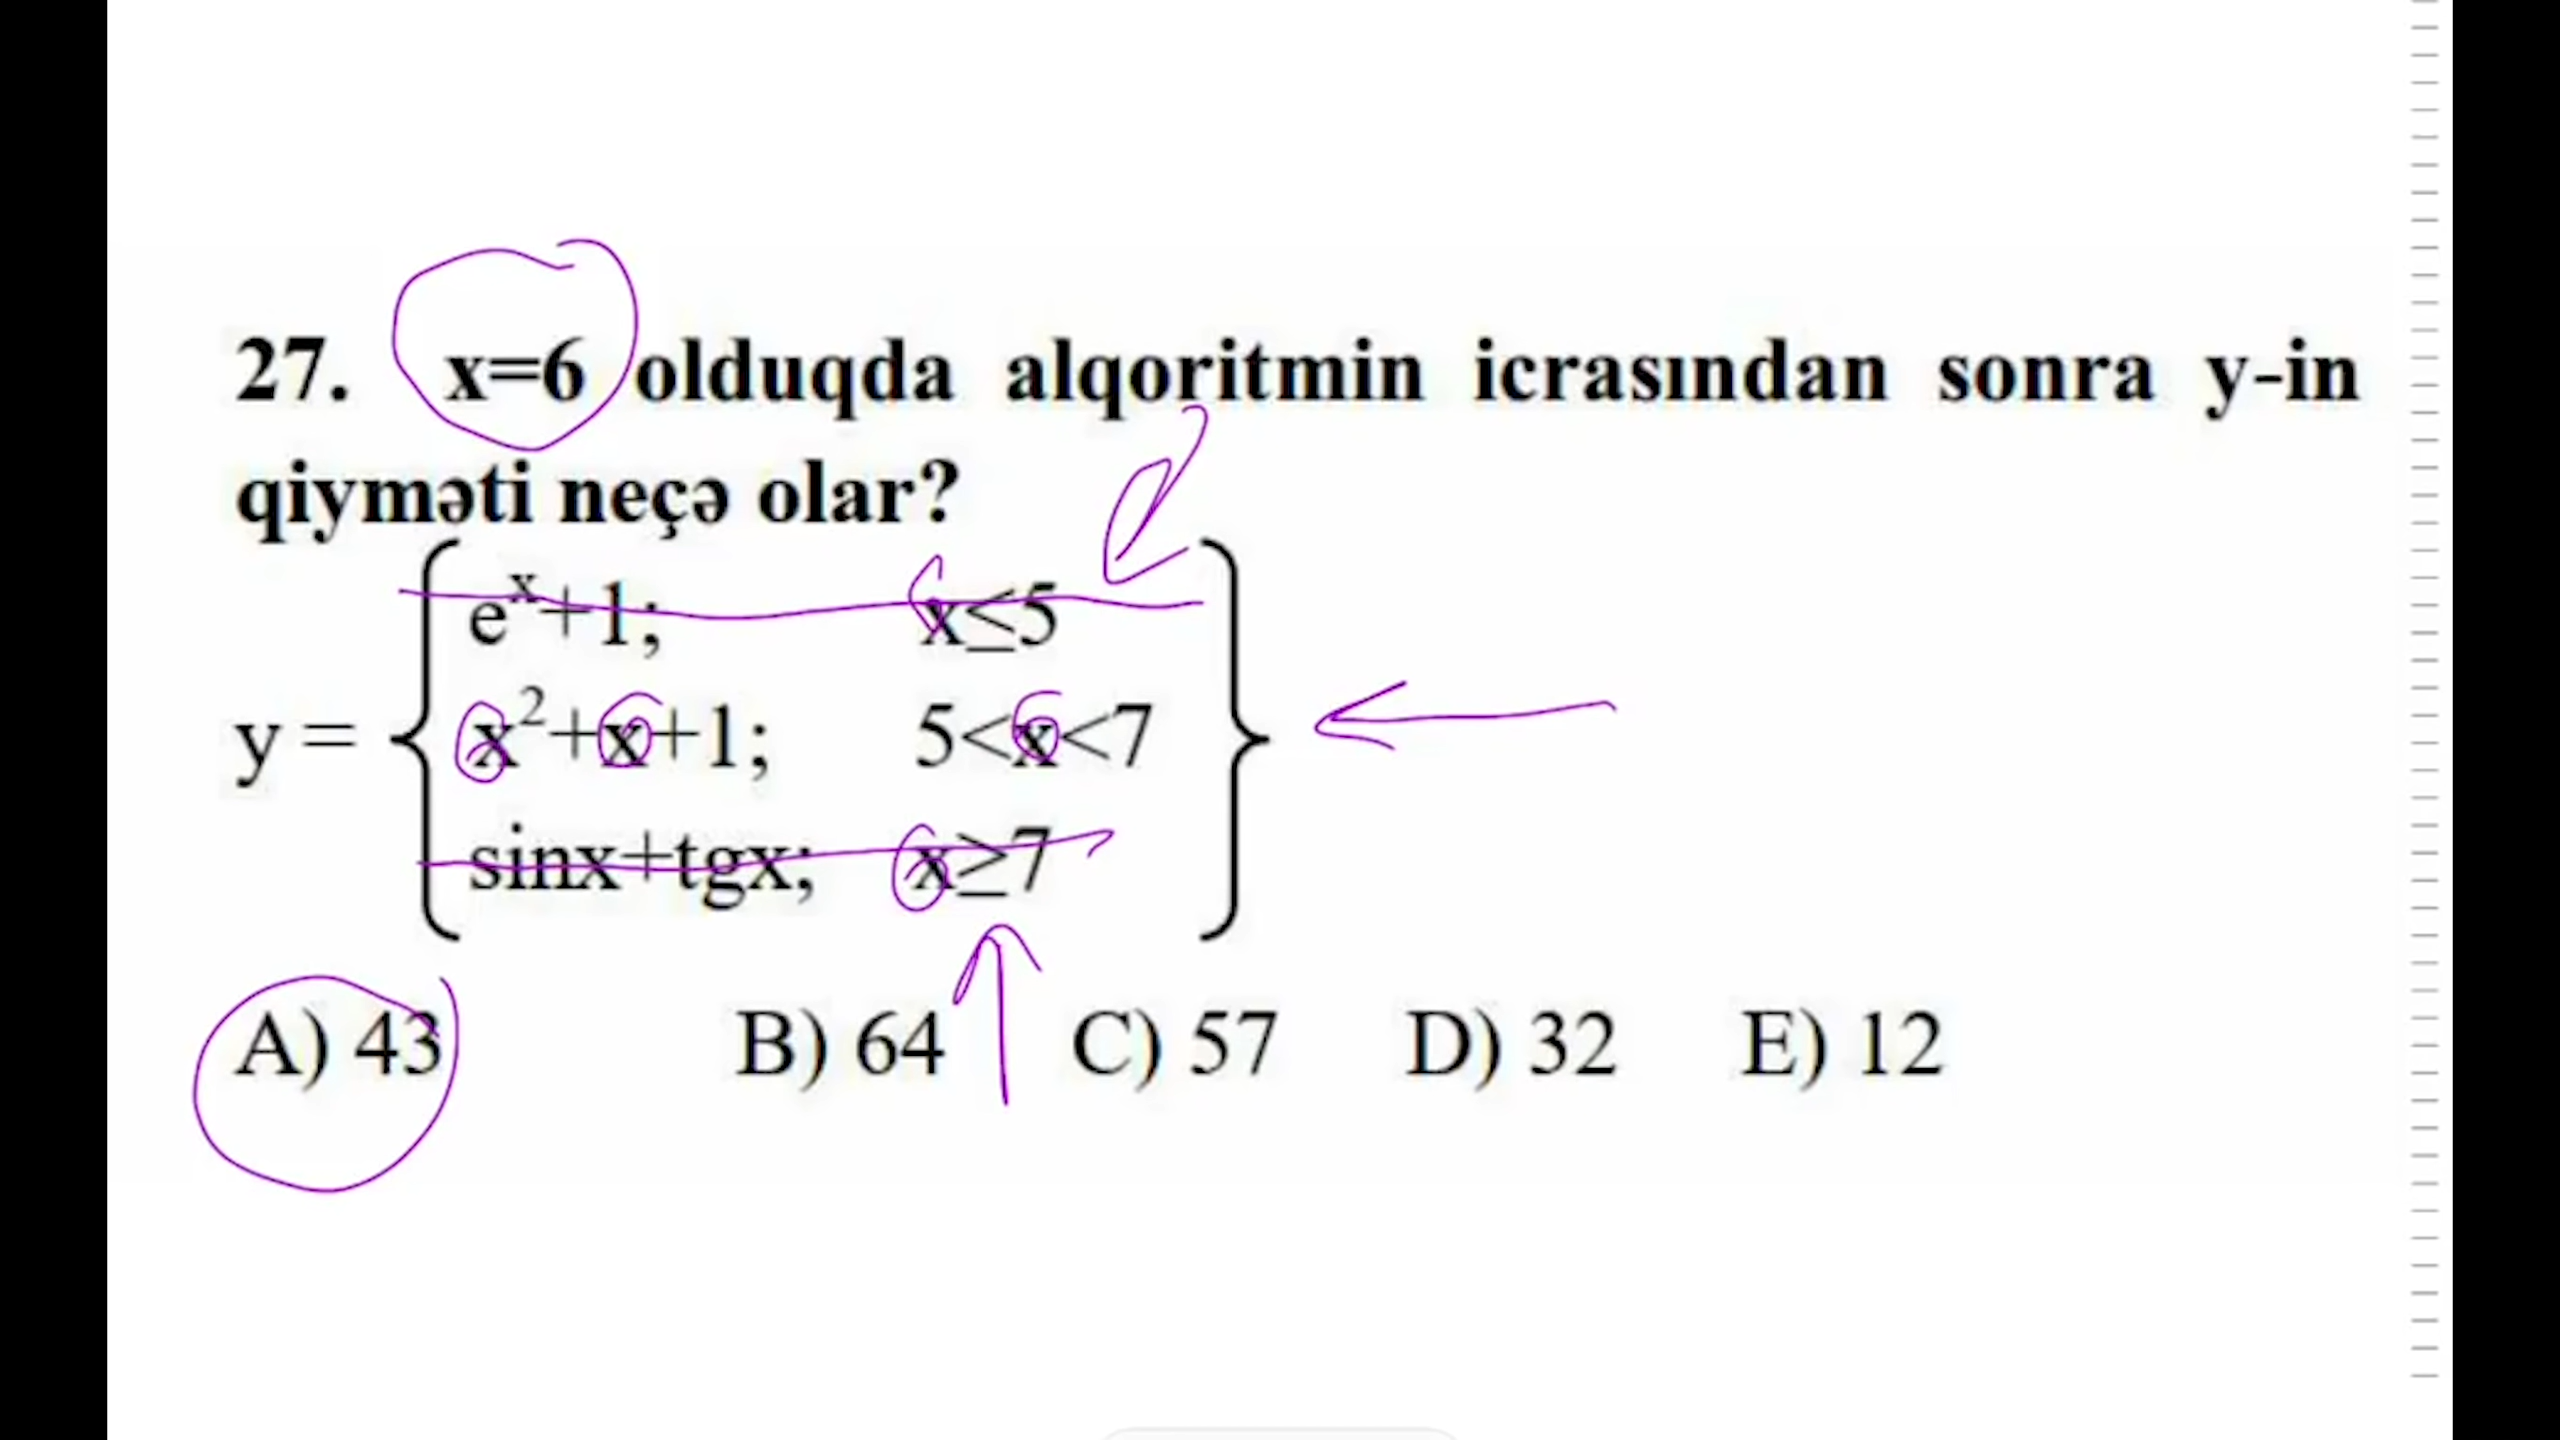 27. x=6 olduqda alqoritmin icrasından sonra y-in
qiyməti neçə olar?
eˣ+1; x≤5
y = x²+x+1; 5<x<7
sinx+tgx; x≥7
A) 43 B) 64 C) 57 D) 32 E) 12